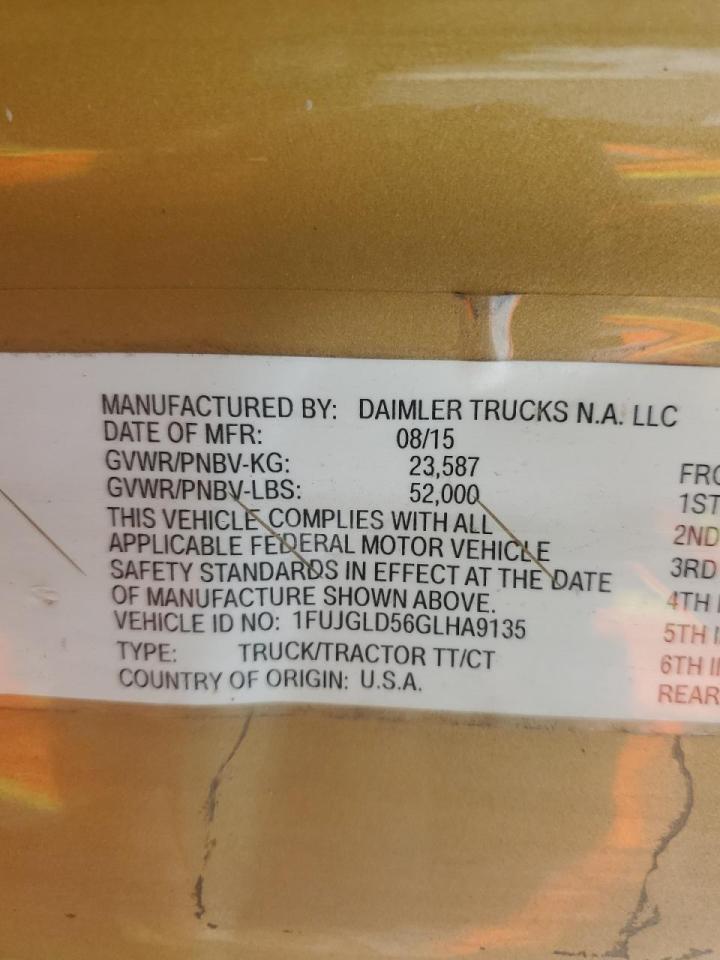 MANUFACTURED BY: DAIMLER TRUCKS N.A. LLC
DATE OF MFR: 08/15
GVWR/PNBV-KG: 23,587
GVWR/PNBV-LBS: 52,000
THIS VEHICLE COMPLIES WITH ALL
APPLICABLE FEDERAL MOTOR VEHICLE
SAFETY STANDARDS IN EFFECT AT THE DATE
OF MANUFACTURE SHOWN ABOVE.
VEHICLE ID NO: 1FUJGLD56GLHA9135
TYPE: TRUCK/TRACTOR TT/CT
COUNTRY OF ORIGIN: U.S.A.
1ST
2ND
3RD
4TH
5TH
6TH
REAR